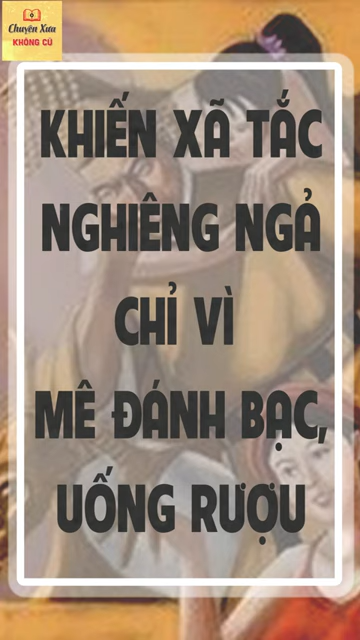 Chuyện Xưa
KHÔNG CŨ
KHIẾN XÃ TẮC
NGHIÊNG NGẢ
CHỈ VÌ
MÊ ĐÁNH BẠC,
UỐNG RƯỢU